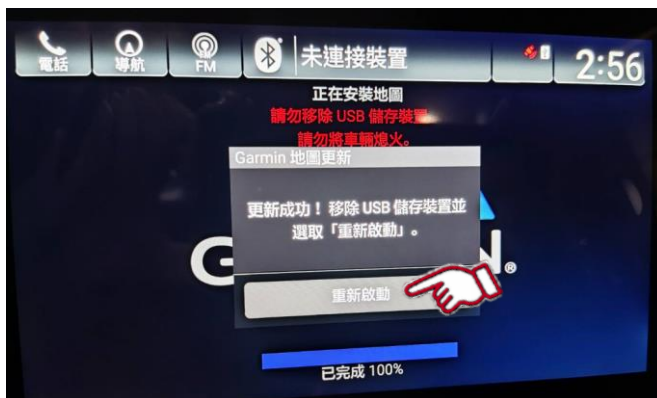 電話
導航
FM
未連接裝置
2:56
正在安裝地圖
請勿移除 USB 儲存裝置
請勿將車輛熄火。
Garmin 地圖更新
更新成功！ 移除 USB 儲存裝置並
選取「重新啟動」。
重新啟動
已完成 100%